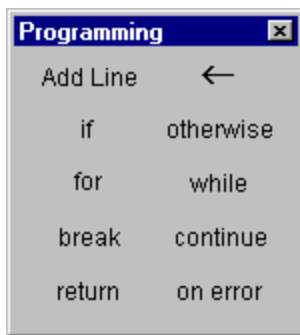 Programming
Add Line ←
if otherwise
for while
break continue
return on error